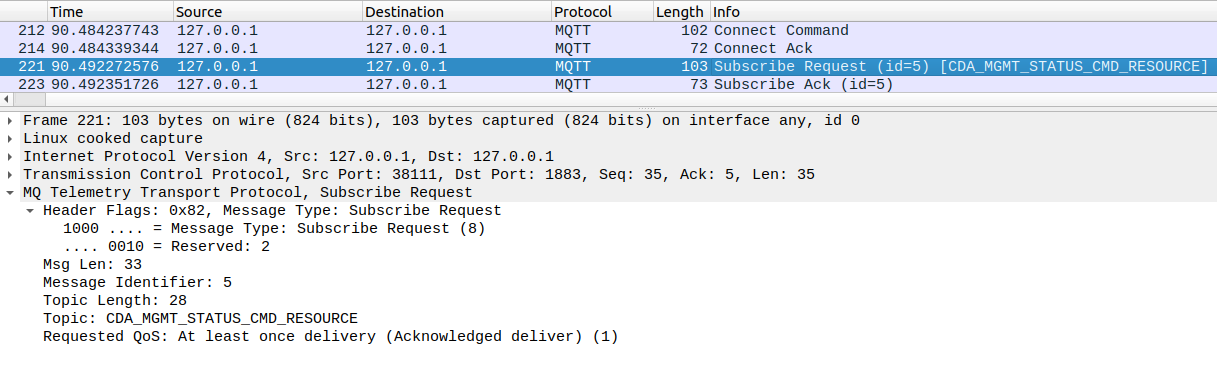 Time Source Destination Protocol Length Info
212 90.484237743 127.0.0.1 127.0.0.1 MQTT 102 Connect Command
214 90.484339344 127.0.0.1 127.0.0.1 MQTT 72 Connect Ack
221 90.492272576 127.0.0.1 127.0.0.1 MQTT 103 Subscribe Request (id=5) [CDA_MGMT_STATUS_CMD_RESOURCE]
223 90.492351726 127.0.0.1 127.0.0.1 MQTT 73 Subscribe Ack (id=5)
Frame 221: 103 bytes on wire (824 bits), 103 bytes captured (824 bits) on interface any, id 0
Linux cooked capture
Internet Protocol Version 4, Src: 127.0.0.1, Dst: 127.0.0.1
Transmission Control Protocol, Src Port: 38111, Dst Port: 1883, Seq: 35, Ack: 5, Len: 35
MQ Telemetry Transport Protocol, Subscribe Request
Header Flags: 0x82, Message Type: Subscribe Request
1000 .... = Message Type: Subscribe Request (8)
.... 0010 = Reserved: 2
Msg Len: 33
Message Identifier: 5
Topic Length: 28
Topic: CDA_MGMT_STATUS_CMD_RESOURCE
Requested QoS: At least once delivery (Acknowledged deliver) (1)